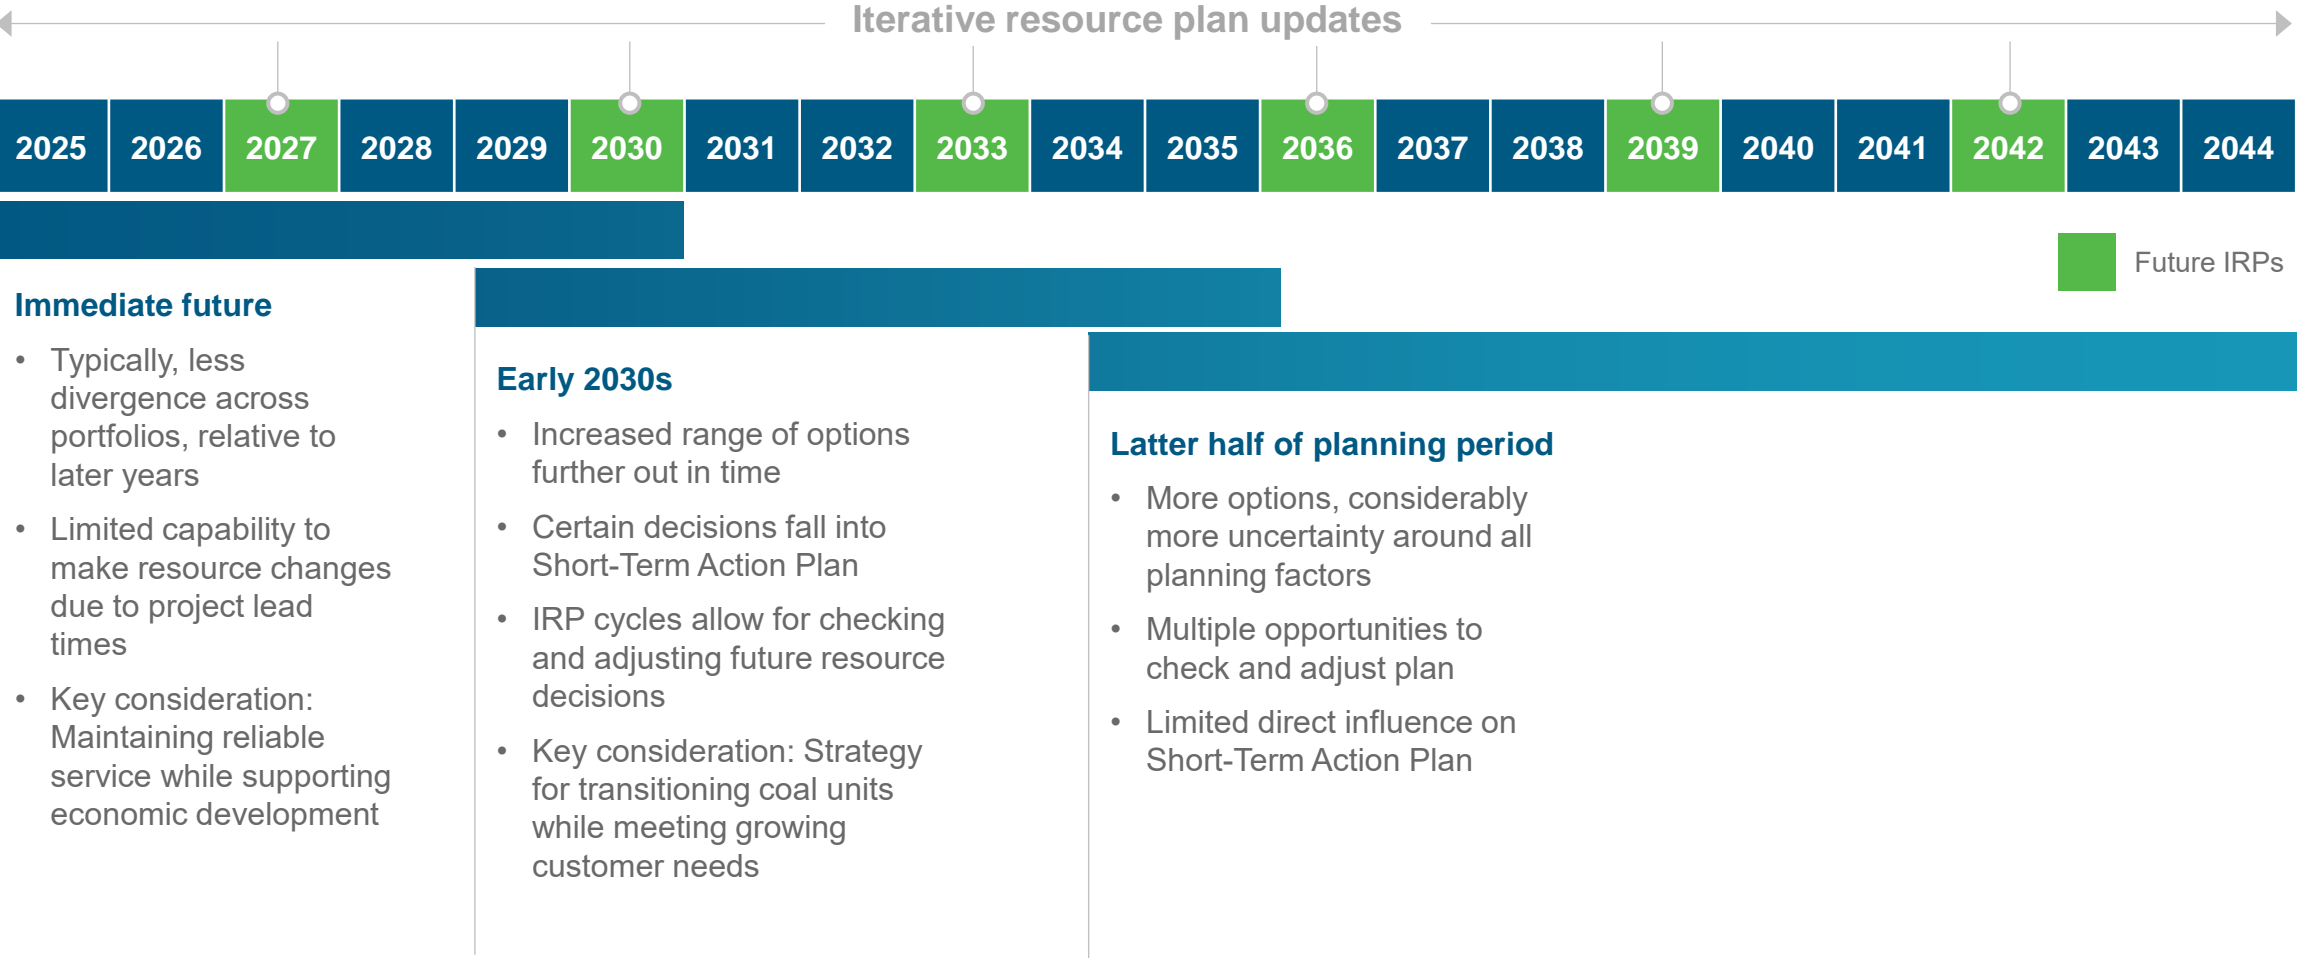 Iterative resource plan updates
2025 2026 2027 2028 2029 2030 2031 2032 2033 2034 2035 2036 2037 2038 2039 2040 2041 2042 2043 2044
Future IRPs
Immediate future
• Typically, less
divergence across
portfolios, relative to
later years
• Limited capability to
make resource changes
due to project lead
times
• Key consideration:
Maintaining reliable
service while supporting
economic development
Early 2030s
• Increased range of options
further out in time
• Certain decisions fall into
Short-Term Action Plan
• IRP cycles allow for checking
and adjusting future resource
decisions
• Key consideration: Strategy
for transitioning coal units
while meeting growing
customer needs
Latter half of planning period
• More options, considerably
more uncertainty around all
planning factors
• Multiple opportunities to
check and adjust plan
• Limited direct influence on
Short-Term Action Plan